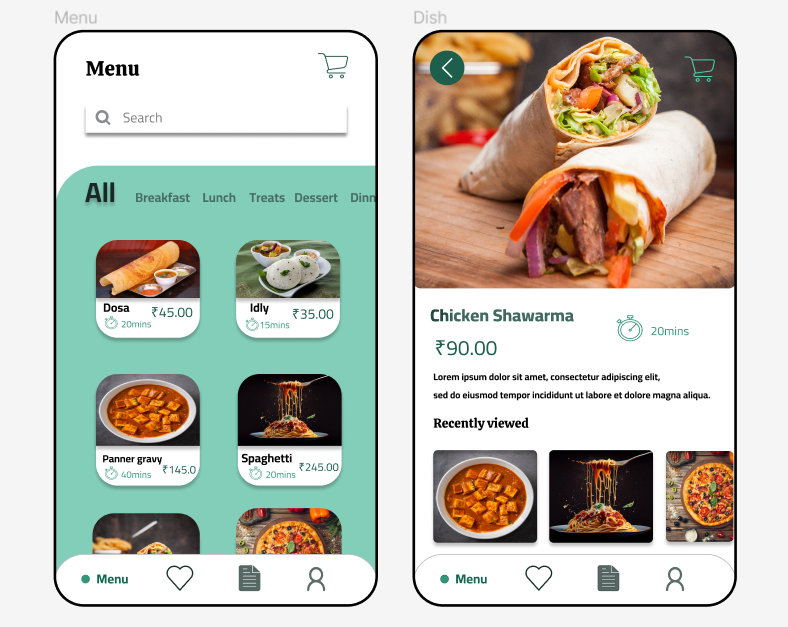 Menu
Menu
Search
All Breakfast Lunch Treats Dessert Dinn
Dosa ₹45.00
20mins
Idly ₹35.00
15mins
Panner gravy ₹145.0
40mins
Spaghetti ₹245.00
20mins
Menu
Dish
Chicken Shawarma
20mins
₹90.00
Lorem ipsum dolor sit amet, consectetur adipiscing elit,
sed do eiusmod tempor incididunt ut labore et dolore magna aliqua.
Recently viewed
Menu